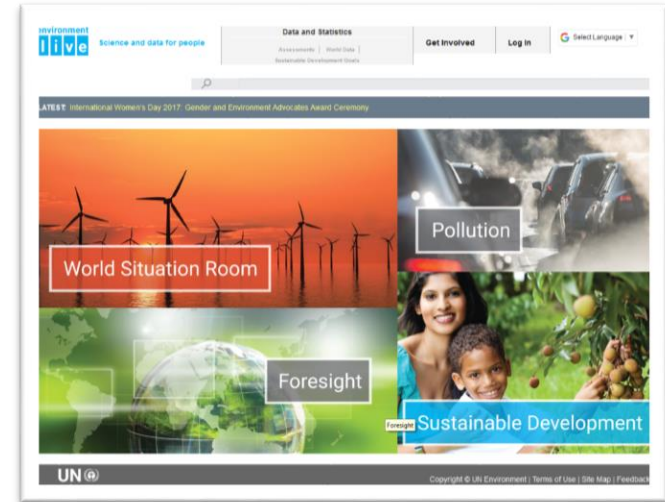 environment
live
Science and data for people
Data and Statistics
Assessments | World Data |
Sustainable Development Goals
Get Involved
Log In
G Select Language | ▼
LATEST: International Women's Day 2017: Gender and Environment Advocates Award Ceremony
World Situation Room
Pollution
Foresight
Foresight
Sustainable Development
UN
Copyright © UN Environment | Terms of Use | Site Map | Feedback